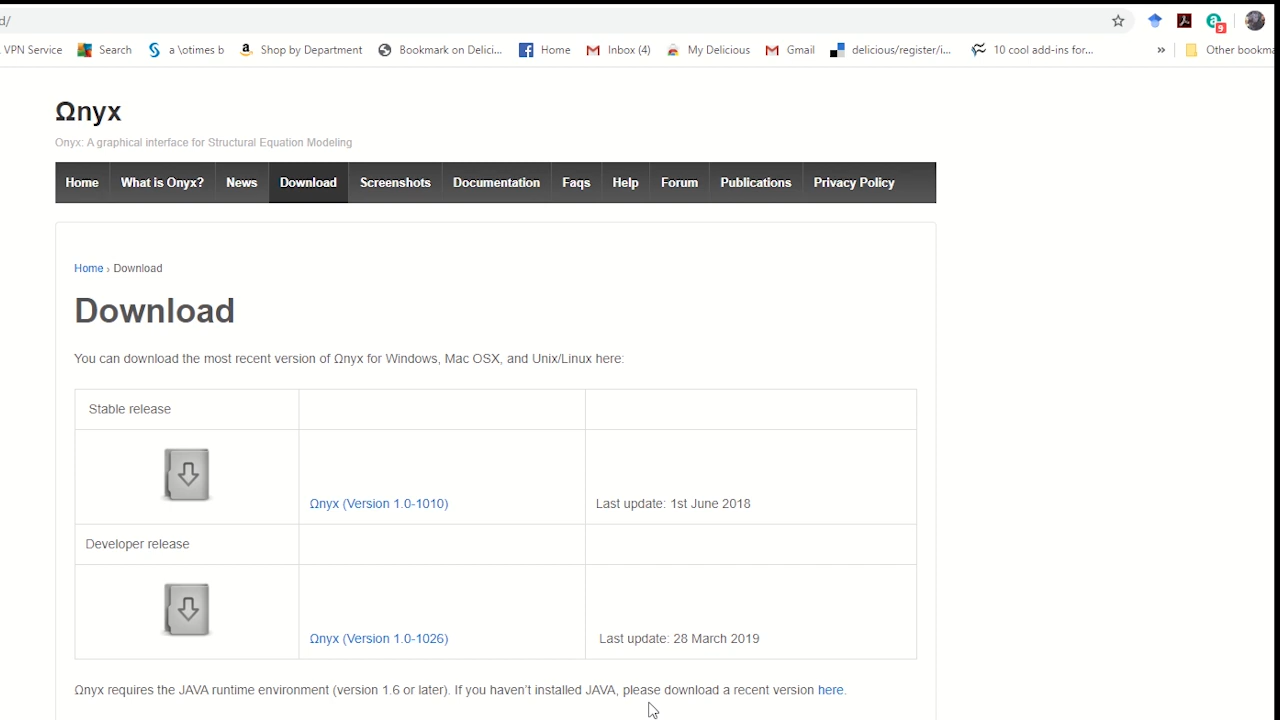 d/
9
VPN Service Search a \otimes b Shop by Department Bookmark on Delici... Home Inbox (4) My Delicious Gmail delicious/register/i... 10 cool add-ins for... » Other bookma
Ωnyx
Onyx: A graphical interface for Structural Equation Modeling
Home What is Onyx? News Download Screenshots Documentation Faqs Help Forum Publications Privacy Policy
Home › Download
Download
You can download the most recent version of Ωnyx for Windows, Mac OSX, and Unix/Linux here:
Stable release
Ωnyx (Version 1.0-1010) Last update: 1st June 2018
Developer release
Ωnyx (Version 1.0-1026) Last update: 28 March 2019
Ωnyx requires the JAVA runtime environment (version 1.6 or later). If you haven't installed JAVA, please download a recent version here.